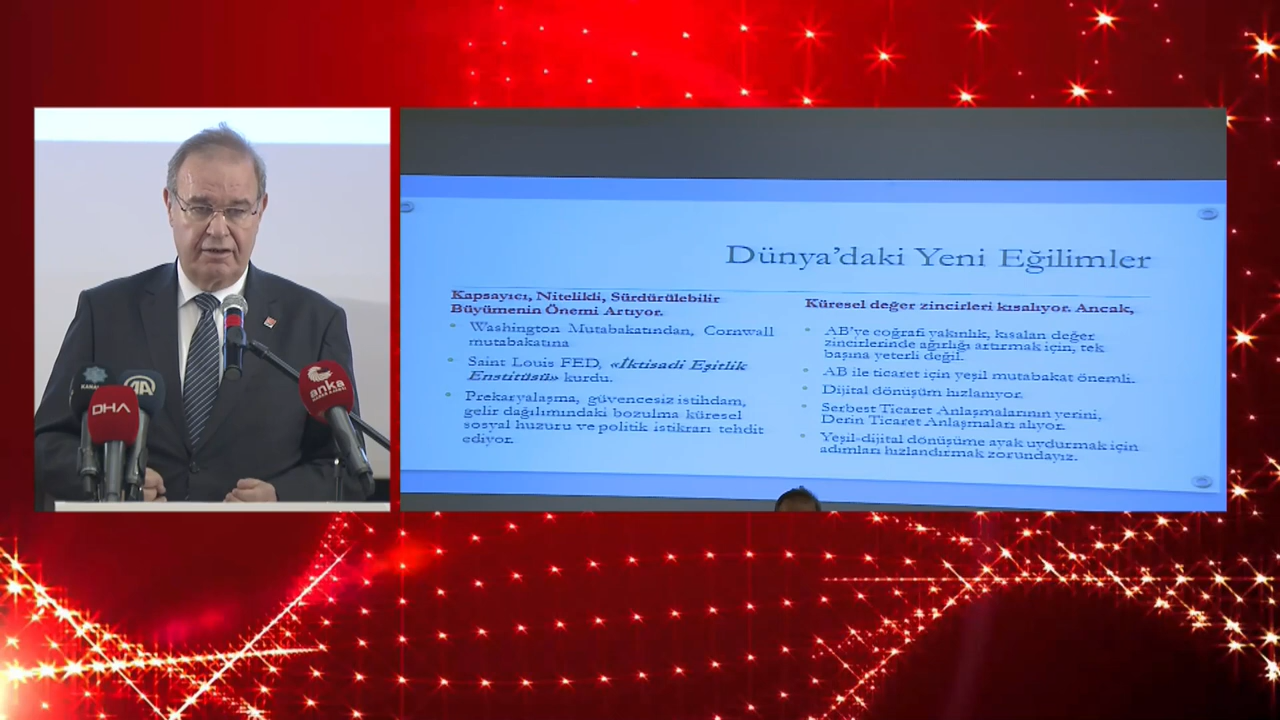 Dünya'daki Yeni Eğilimler
Kapsayıcı, Nitelikli, Sürdürülebilir
Büyümenin Önemi Artıyor.
Washington Mutabakatından, Cornwall
mutabakatına
Saint Louis FED, «İktisadi Eşitlik
Enstitüsü» kurdu.
Prekaryalaşma, güvencesiz istihdam,
gelir dağılımındaki bozulma küresel
sosyal huzuru ve politik istikrarı tehdit
ediyor.
Küresel değer zincirleri kısalıyor. Ancak,
AB'ye coğrafi yakınlık, kısalan değer
zincirlerinde ağırlığı artırmak için, tek
başına yeterli değil.
AB ile ticaret için yeşil mutabakat önemli.
Dijital dönüşüm hızlanıyor.
Serbest Ticaret Anlaşmalarının yerini,
Derin Ticaret Anlaşmaları alıyor.
Yeşil-dijital dönüşüme ayak uydurmak için
adımları hızlandırmak zorundayız.
KANAL
AA
DHA
anka